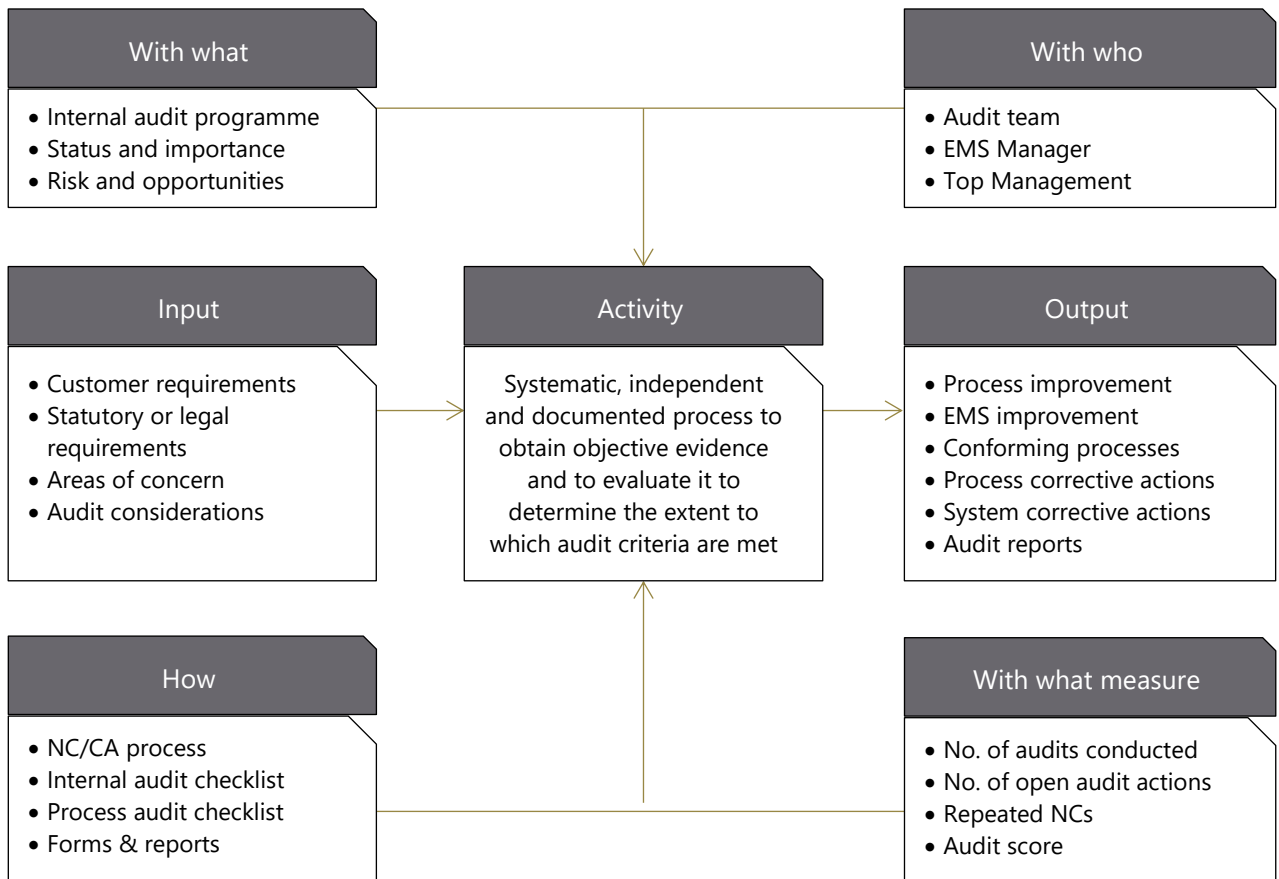 With what
• Internal audit programme
• Status and importance
• Risk and opportunities
With who
• Audit team
• EMS Manager
• Top Management
Input
• Customer requirements
• Statutory or legal
requirements
• Areas of concern
• Audit considerations
Activity
Systematic, independent
and documented process to
obtain objective evidence
and to evaluate it to
determine the extent to
which audit criteria are met
Output
• Process improvement
• EMS improvement
• Conforming processes
• Process corrective actions
• System corrective actions
• Audit reports
How
• NC/CA process
• Internal audit checklist
• Process audit checklist
• Forms & reports
With what measure
• No. of audits conducted
• No. of open audit actions
• Repeated NCs
• Audit score